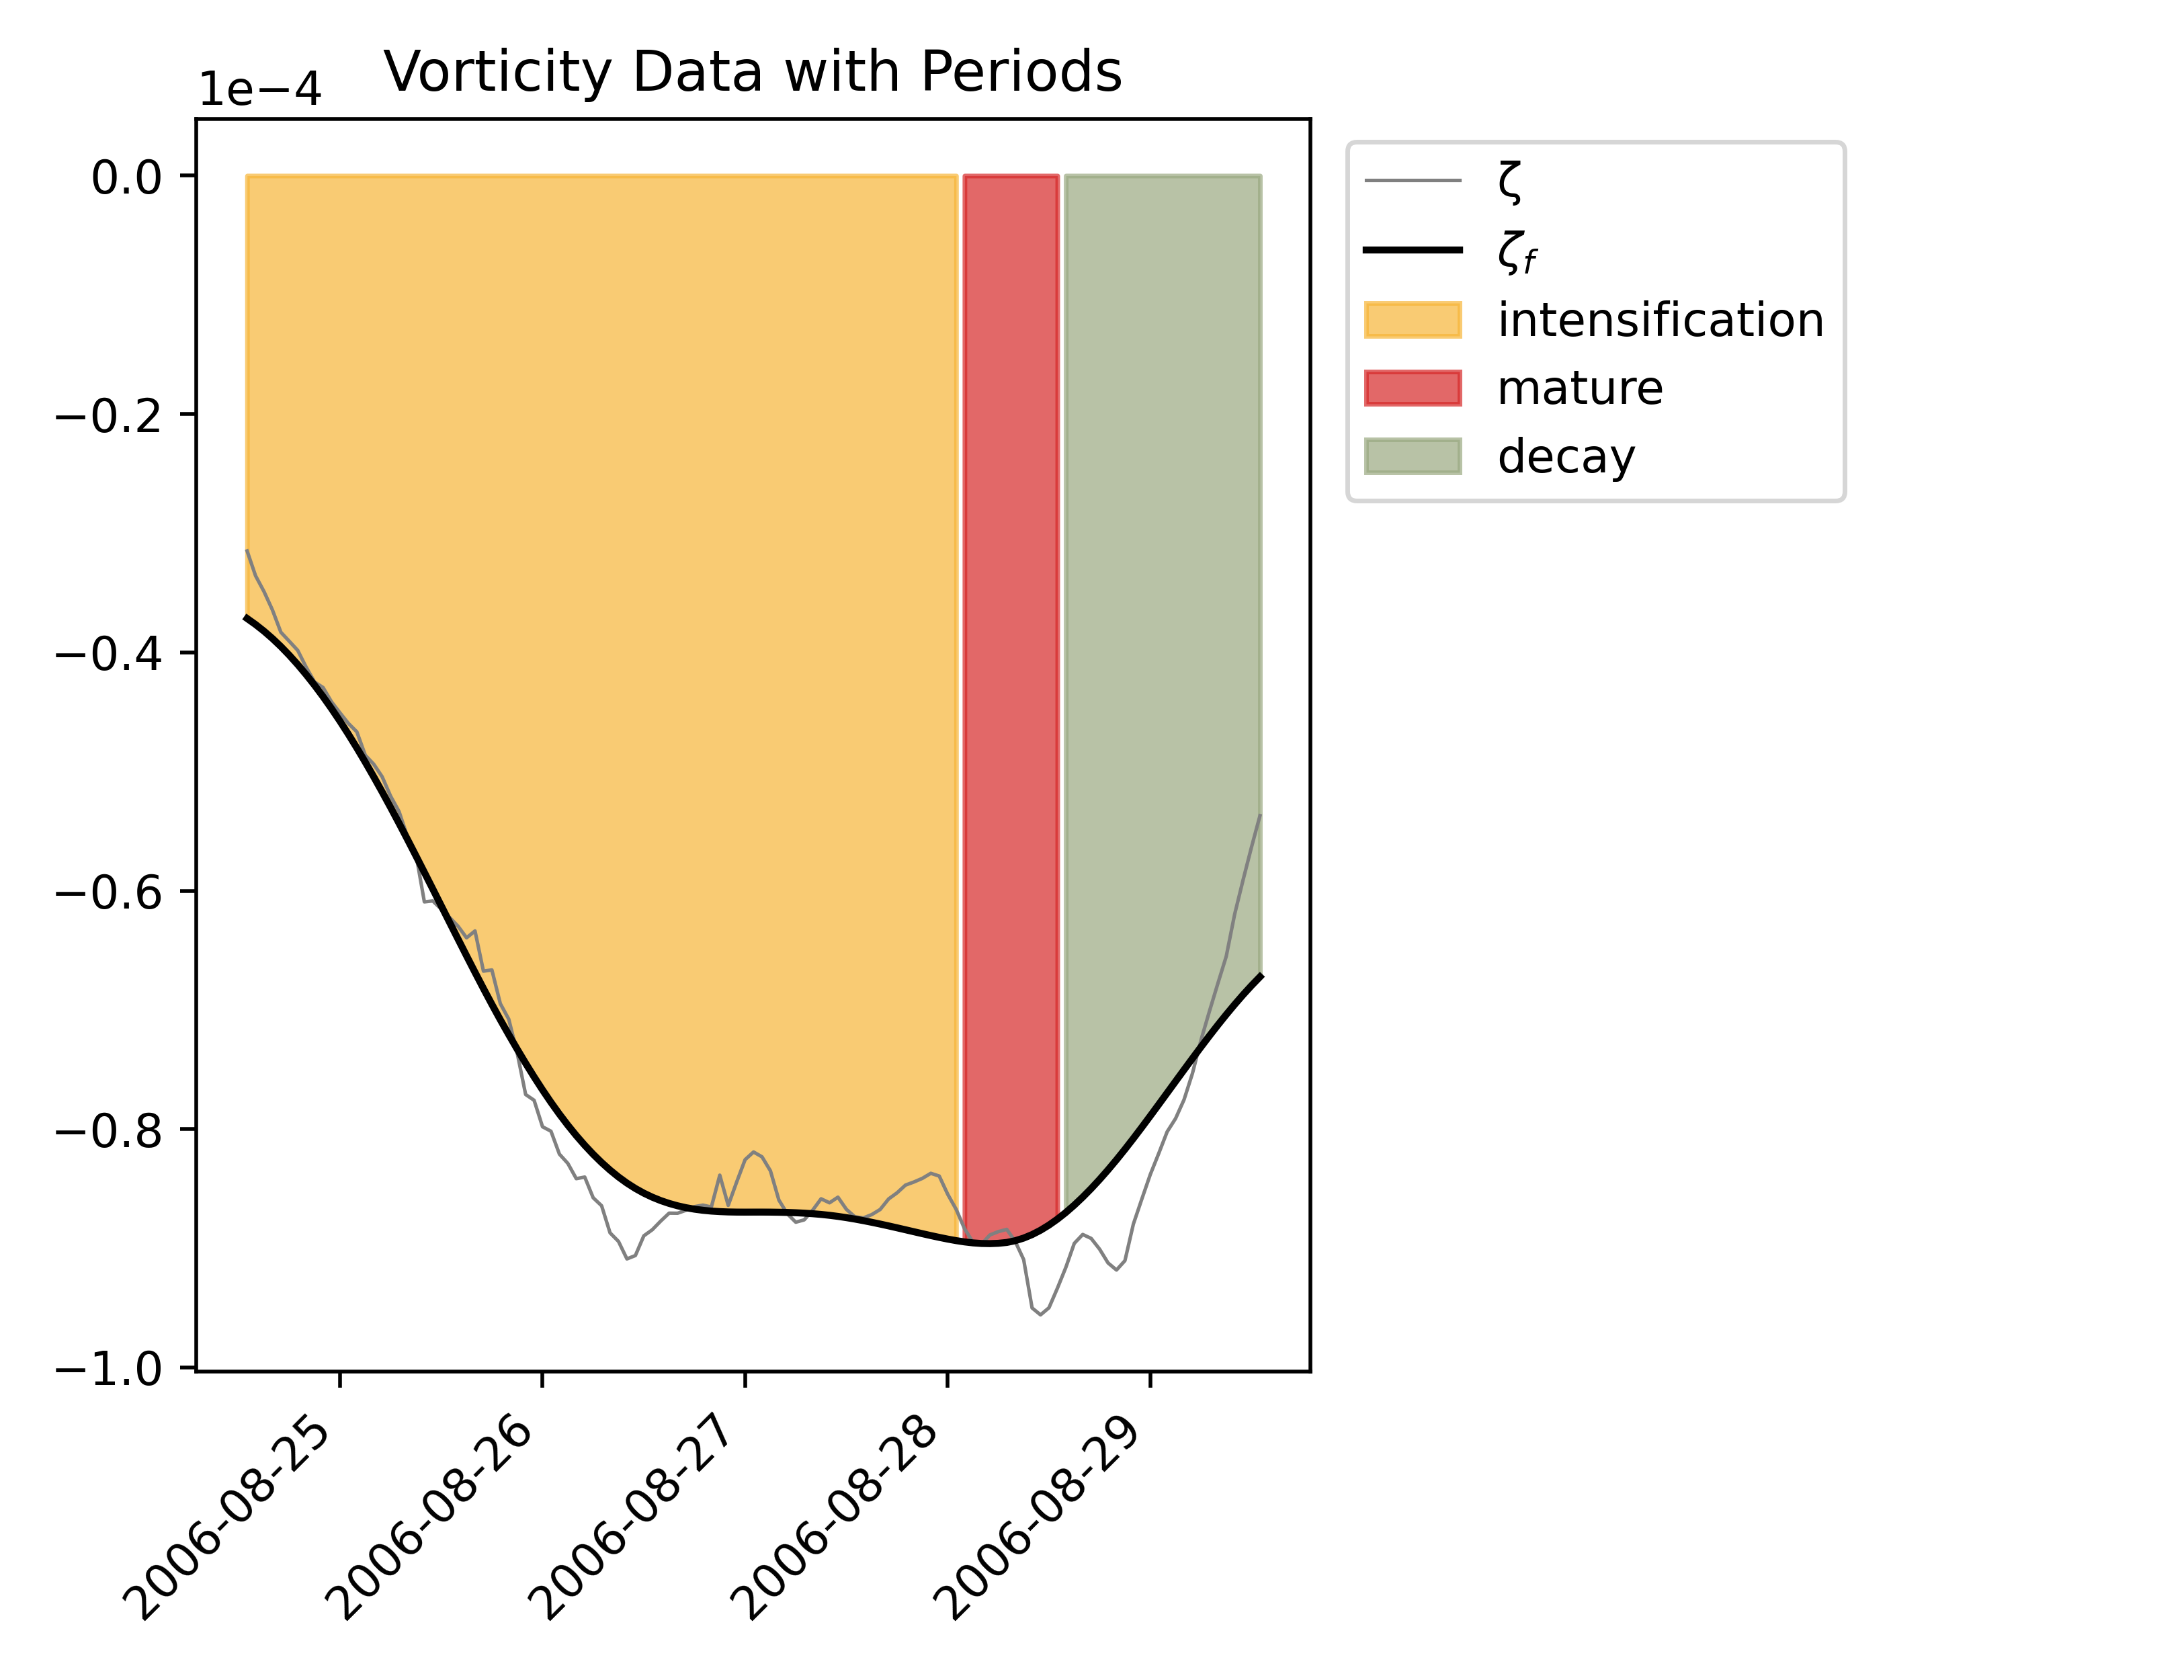 Vorticity Data with Periods
1e−4
0.0
−0.2
−0.4
−0.6
−0.8
−1.0
2006-08-25
2006-08-26
2006-08-27
2006-08-28
2006-08-29
ζ
ζf
intensification
mature
decay